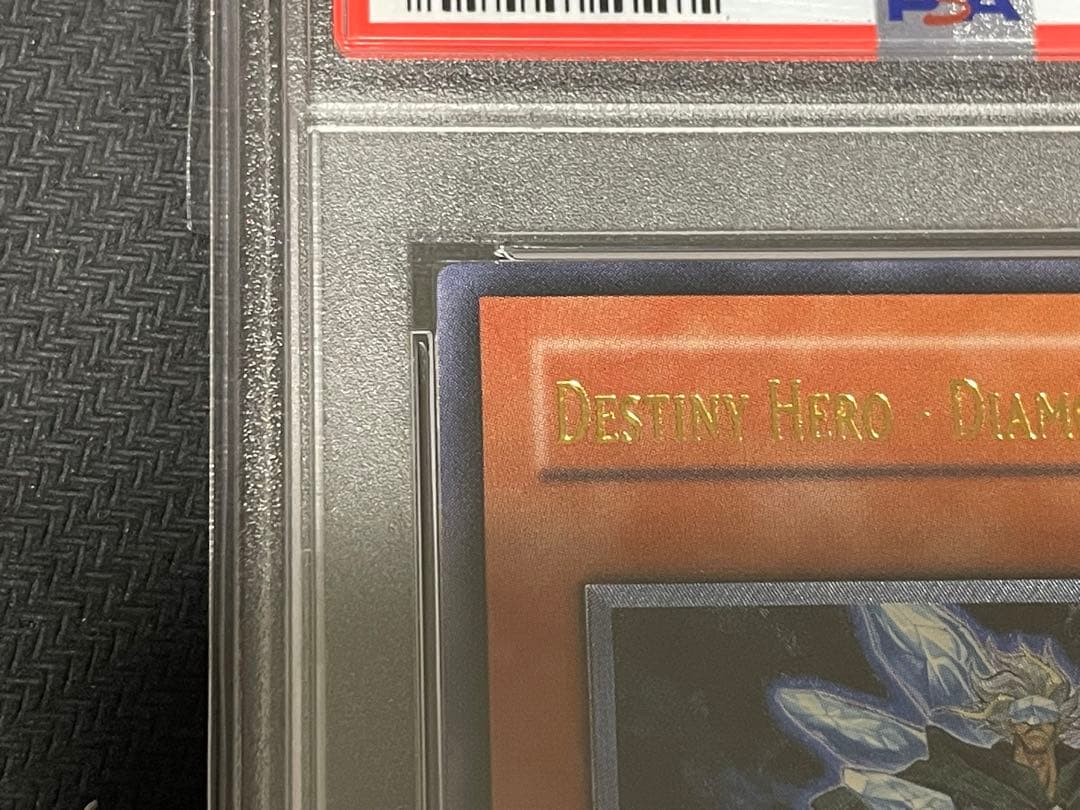 PSA
DESTINY HERO - DIAM